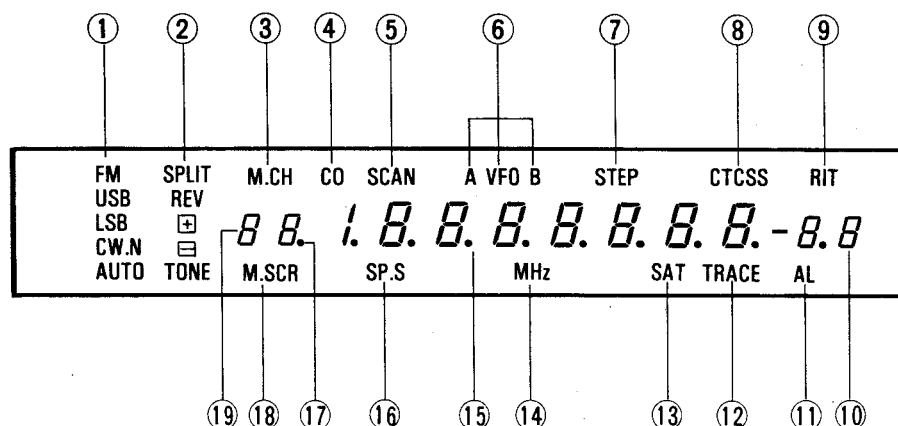 ① ② ③ ④ ⑤ ⑥ ⑦ ⑧ ⑨
FM SPLIT M.CH CO SCAN A VFO B STEP CTCSS RIT
USB REV
LSB + 88. 1.8.8.8.8.8.8.8.-8.8
CW.N −
AUTO TONE M.SCR SP.S MHz SAT TRACE AL
⑲ ⑱ ⑰ ⑯ ⑮ ⑭ ⑬ ⑫ ⑪ ⑩